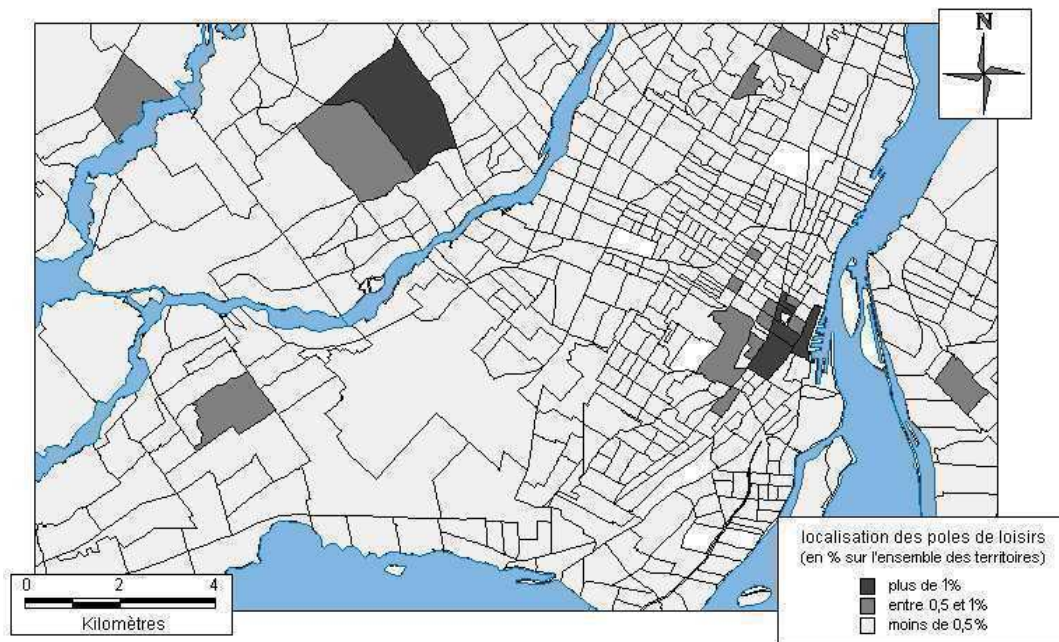 N
localisation des poles de loisirs
(en % sur l'ensemble des territoires)
plus de 1%
entre 0,5 et 1%
moins de 0,5%
0 2 4
Kilomètres